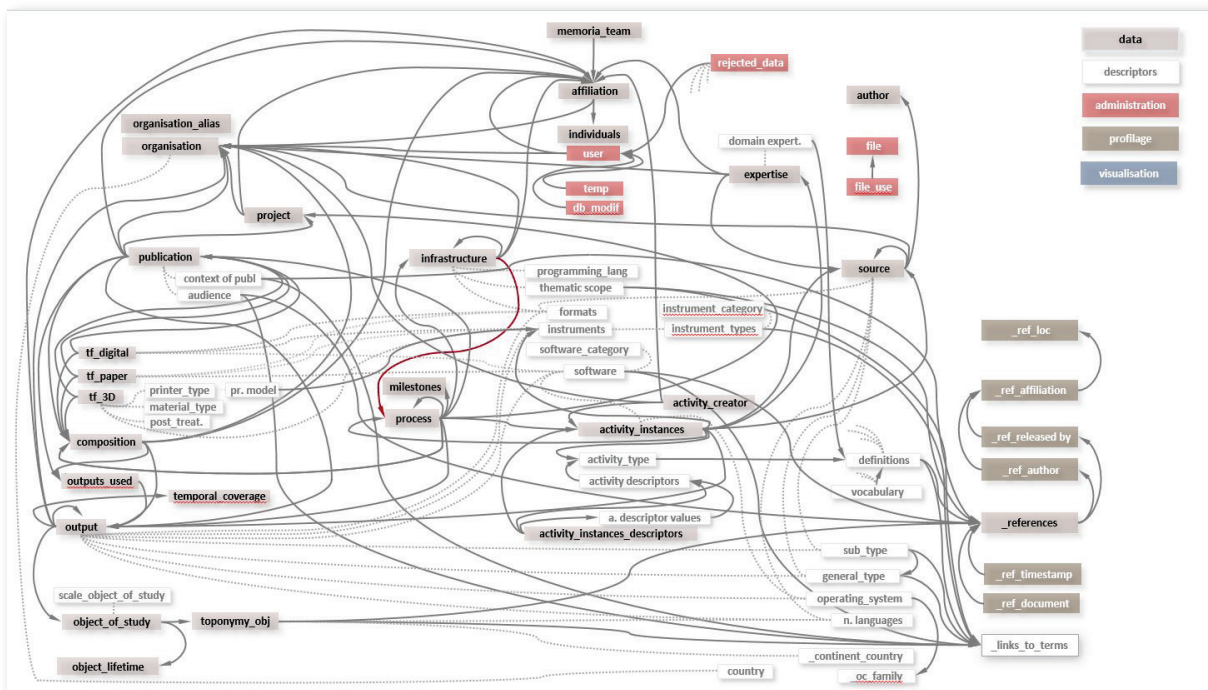 memoria_team
data
rejected_data
descriptors
affiliation
author
administration
organisation_alias
individuals
domain expert.
file
profilage
organisation
user
expertise
file_use
visualisation
temp
db_modif
project
publication
infrastructure
source
context of publ
programming_lang
audience
thematic scope
formats
instrument_category
instruments
instrument_types
_ref_loc
software_category
tf_digital
software
tf_paper
milestones
_ref_affiliation
tf_3D
printer_type
pr. model
material_type
activity_creator
post_treat.
process
activity_instances
_ref_released by
composition
activity_type
definitions
_ref_author
outputs_used
activity descriptors
vocabulary
temporal_coverage
a. descriptor values
output
activity_instances_descriptors
_references
sub_type
general_type
_ref_timestamp
scale_object_of_study
operating_system
_ref_document
object_of_study
toponymy_obj
n. languages
_links_to_terms
_continent_country
object_lifetime
country
_oc_family